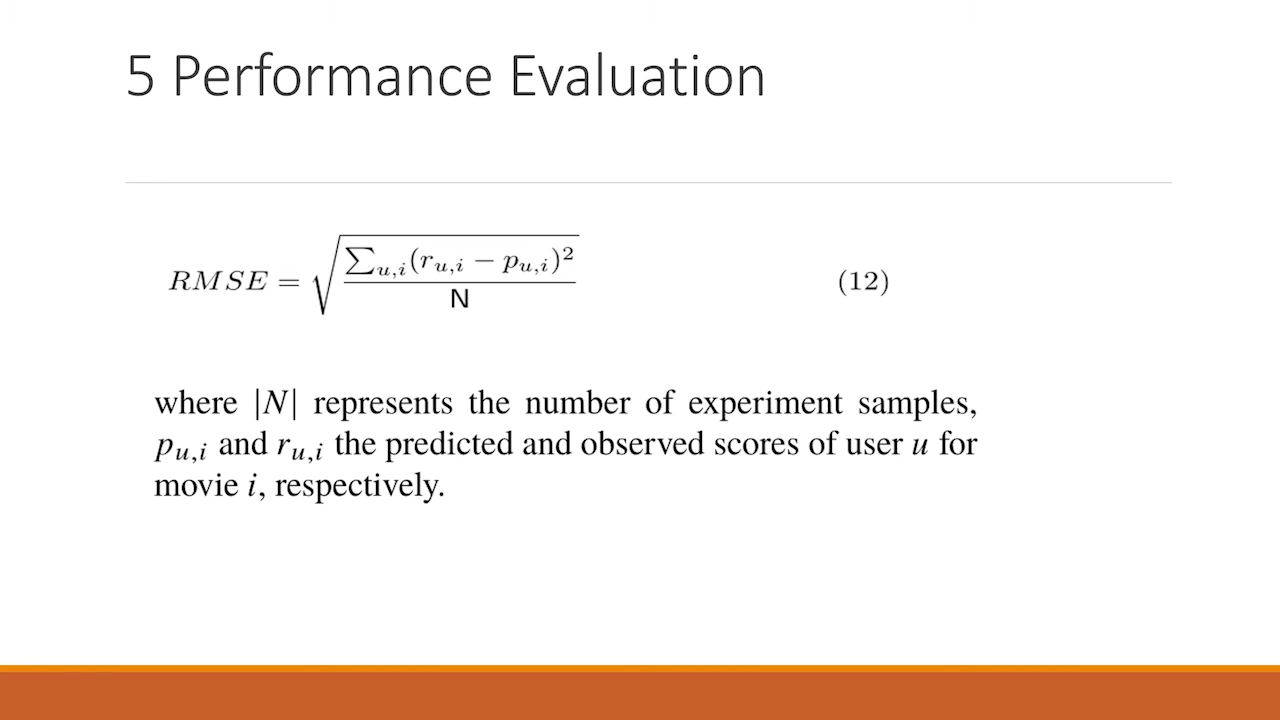 5 Performance Evaluation
RMSE = √(∑u,i(ru,i − pu,i)2 / N) (12)
where |N| represents the number of experiment samples,
pu,i and ru,i the predicted and observed scores of user u for
movie i, respectively.